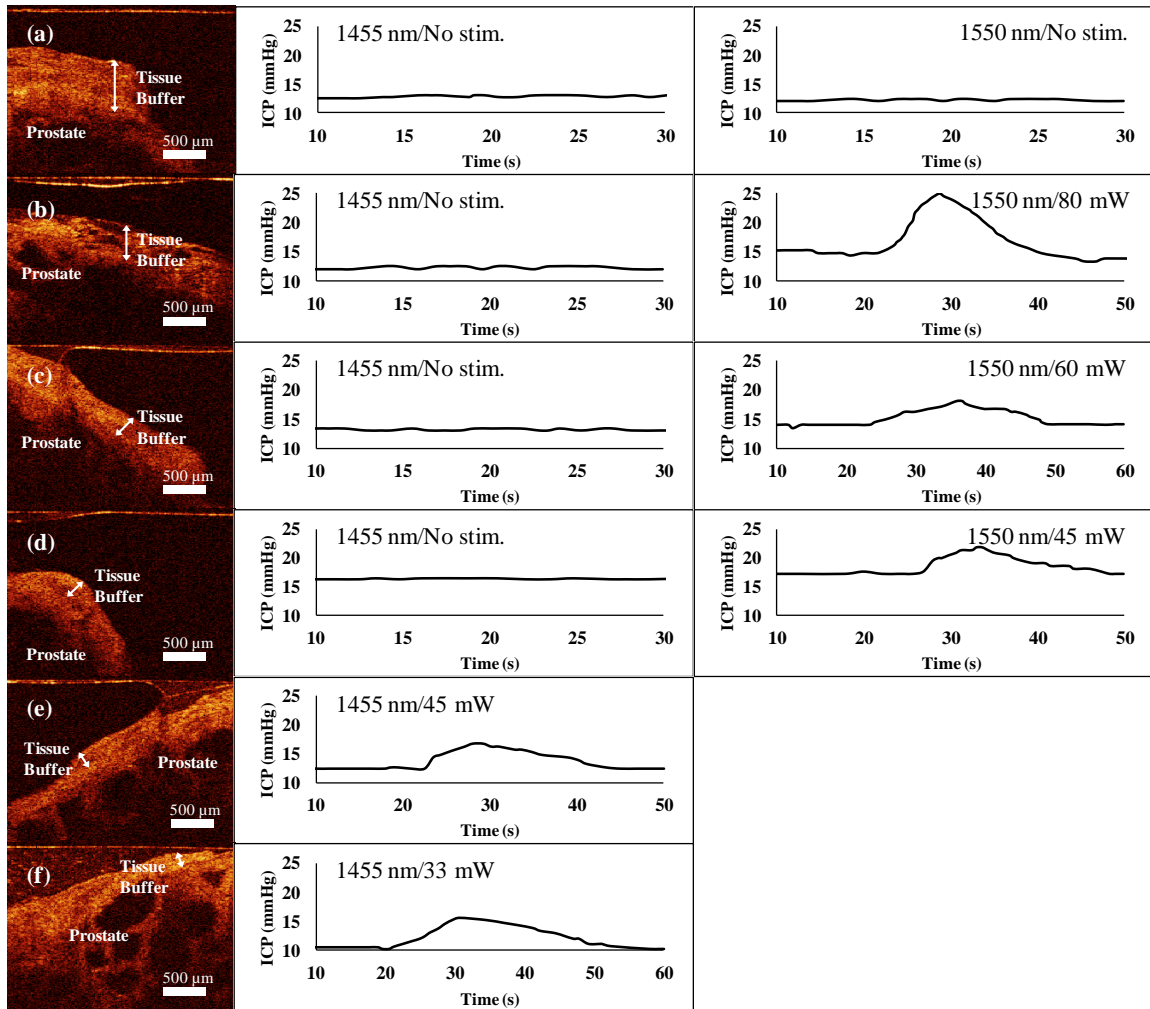 (a)
Tissue
Buffer
Prostate
500 µm
1455 nm/No stim.
ICP (mmHg)
25
20
15
10
10 15 20 25 30
Time (s)
1550 nm/No stim.
ICP (mmHg)
25
20
15
10
10 15 20 25 30
Time (s)
(b)
Tissue
Buffer
Prostate
500 µm
1455 nm/No stim.
ICP (mmHg)
25
20
15
10
10 15 20 25 30
Time (s)
1550 nm/80 mW
ICP (mmHg)
25
20
15
10
10 20 30 40 50
Time (s)
(c)
Tissue
Buffer
Prostate
500 µm
1455 nm/No stim.
ICP (mmHg)
25
20
15
10
10 15 20 25 30
Time (s)
1550 nm/60 mW
ICP (mmHg)
25
20
15
10
10 20 30 40 50 60
Time (s)
(d)
Tissue
Buffer
Prostate
500 µm
1455 nm/No stim.
ICP (mmHg)
25
20
15
10
10 15 20 25 30
Time (s)
1550 nm/45 mW
ICP (mmHg)
25
20
15
10
10 20 30 40 50
Time (s)
(e)
Tissue
Buffer
Prostate
500 µm
1455 nm/45 mW
ICP (mmHg)
25
20
15
10
10 20 30 40 50
Time (s)
(f)
Tissue
Buffer
Prostate
500 µm
1455 nm/33 mW
ICP (mmHg)
25
20
15
10
10 20 30 40 50 60
Time (s)